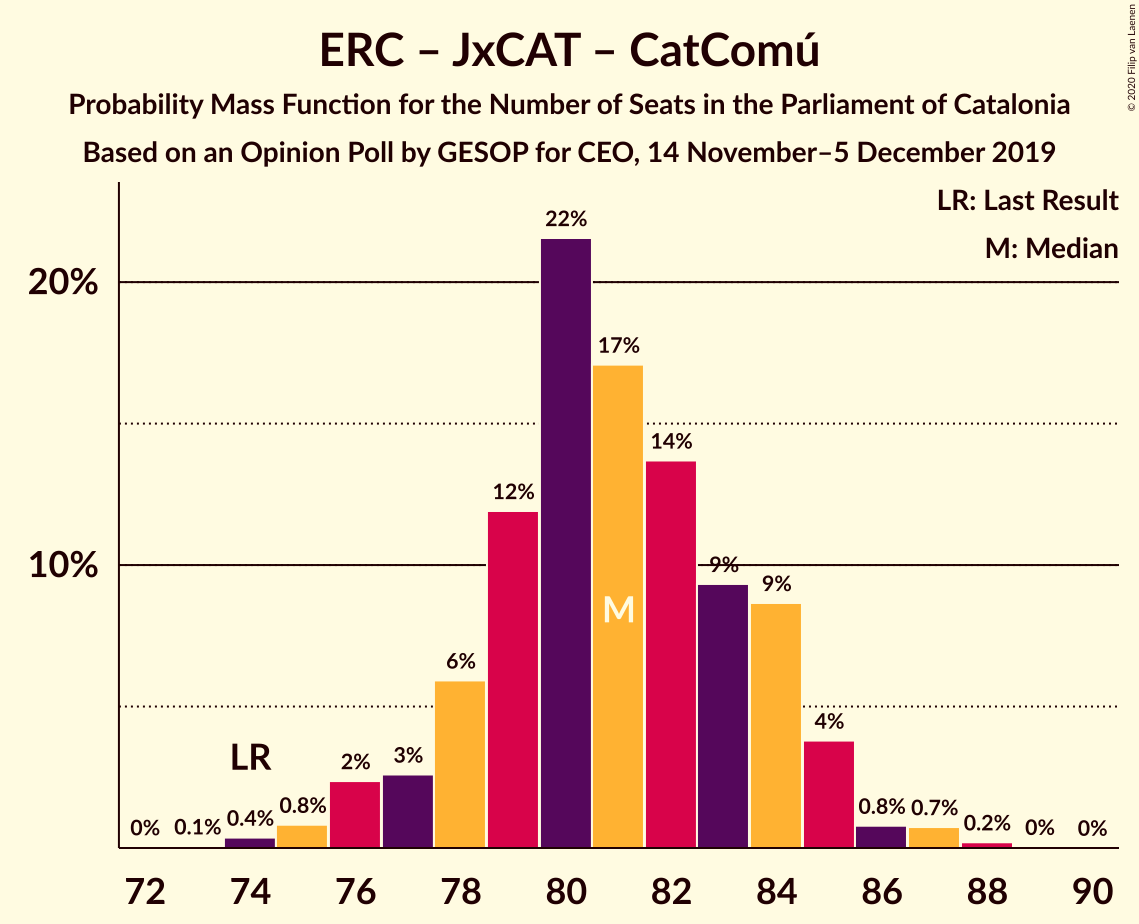 ERC – JxCAT – CatComú
Probability Mass Function for the Number of Seats in the Parliament of Catalonia
Based on an Opinion Poll by GESOP for CEO, 14 November–5 December 2019
© 2020 Filip van Laenen
LR: Last Result
M: Median
20%
10%
0%
0.1%
0.4%
LR
0.8%
2%
3%
6%
12%
22%
17%
M
14%
9%
9%
4%
0.8%
0.7%
0.2%
0%
0%
72 74 76 78 80 82 84 86 88 90